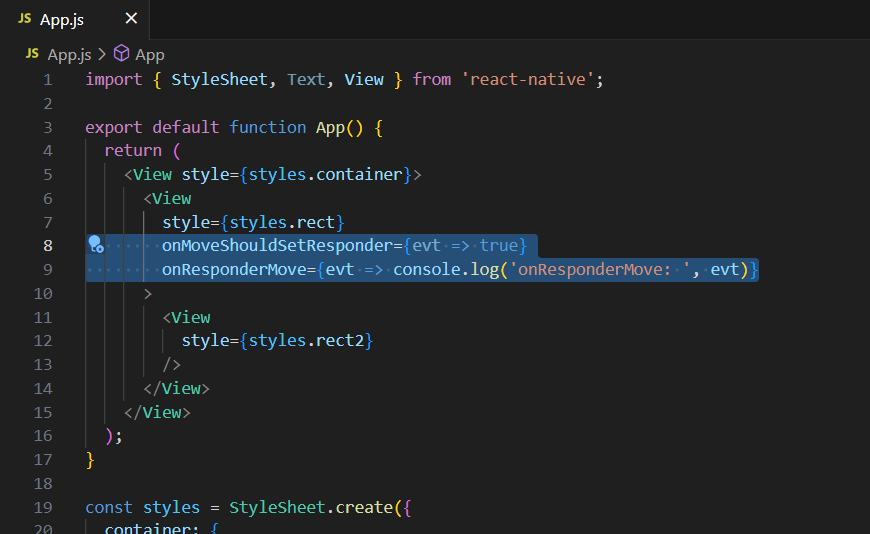 JS App.js ×
JS App.js > App
1 import { StyleSheet, Text, View } from 'react-native';
2
3 export default function App() {
4 return (
5 <View style={styles.container}>
6 <View
7 style={styles.rect}
8 onMoveShouldSetResponder={evt => true}
9 onResponderMove={evt => console.log('onResponderMove: ', evt)}
10 >
11 <View
12 style={styles.rect2}
13 />
14 </View>
15 </View>
16 );
17 }
18
19 const styles = StyleSheet.create({
20 container: {